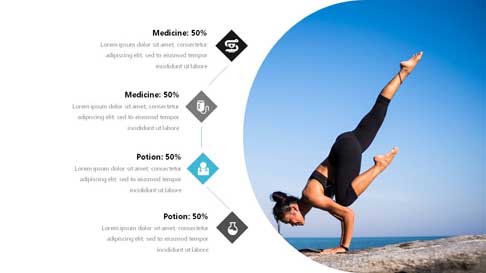 Medicine: 50%
Lorem ipsum dolor sit amet, consectetur
adipiscing elit, sed to eiusmod tempor
incididunt ut labore
Medicine: 50%
Lorem ipsum dolor sit amet, consectetur
adipiscing elit, sed to eiusmod tempor
incididunt ut labore
Potion: 50%
Lorem ipsum dolor sit amet, consectetur
adipiscing elit, sed to eiusmod tempor
incididunt ut labore
Potion: 50%
Lorem ipsum dolor sit amet, consectetur
adipiscing elit, sed to eiusmod tempor
incididunt ut labore